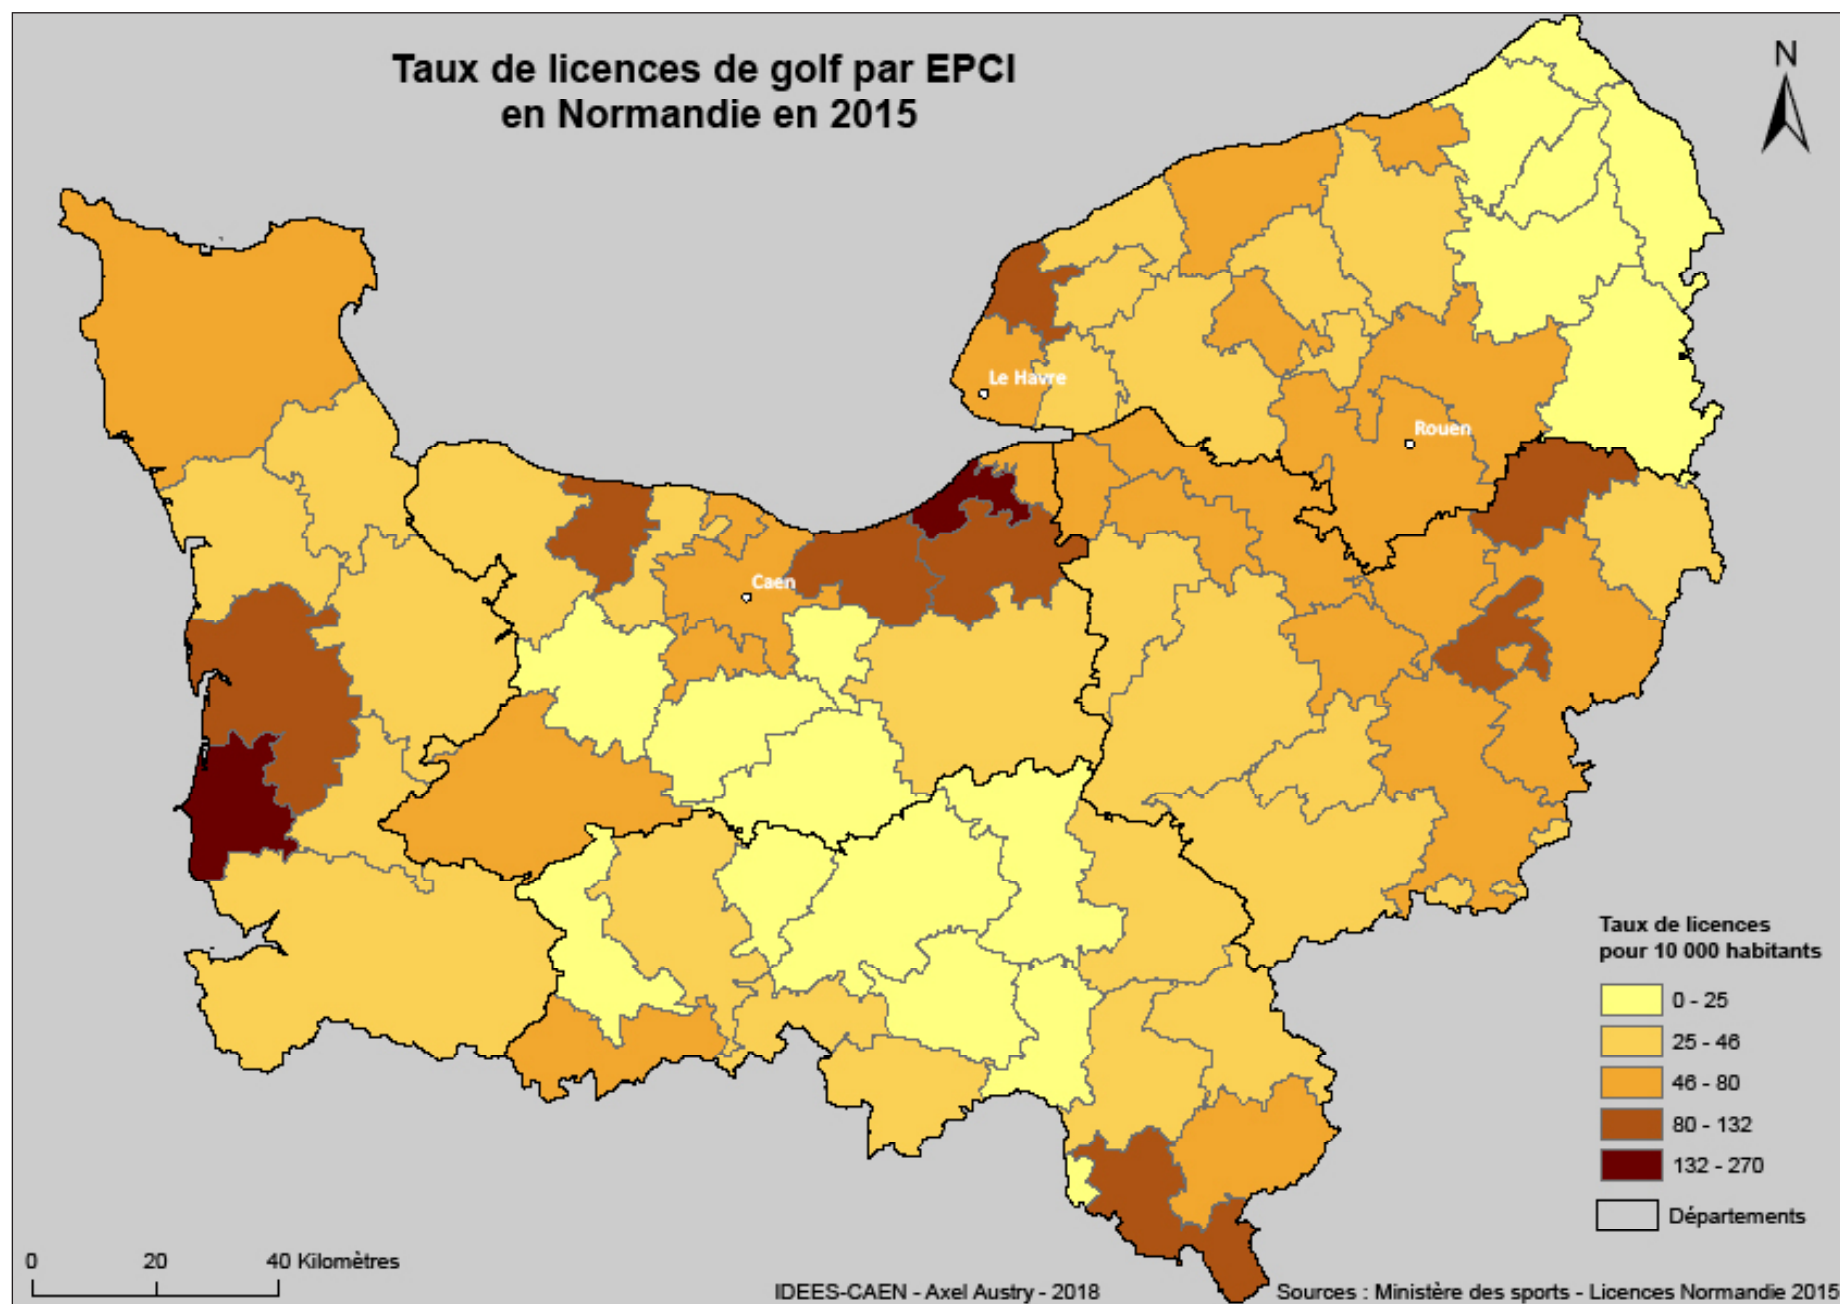 Taux de licences de golf par EPCI
en Normandie en 2015
N
Le Havre
Rouen
Caen
Taux de licences
pour 10 000 habitants
0 - 25
25 - 46
46 - 80
80 - 132
132 - 270
Départements
0 20 40 Kilomètres
IDEES-CAEN - Axel Austry - 2018
Sources : Ministère des sports - Licences Normandie 2015